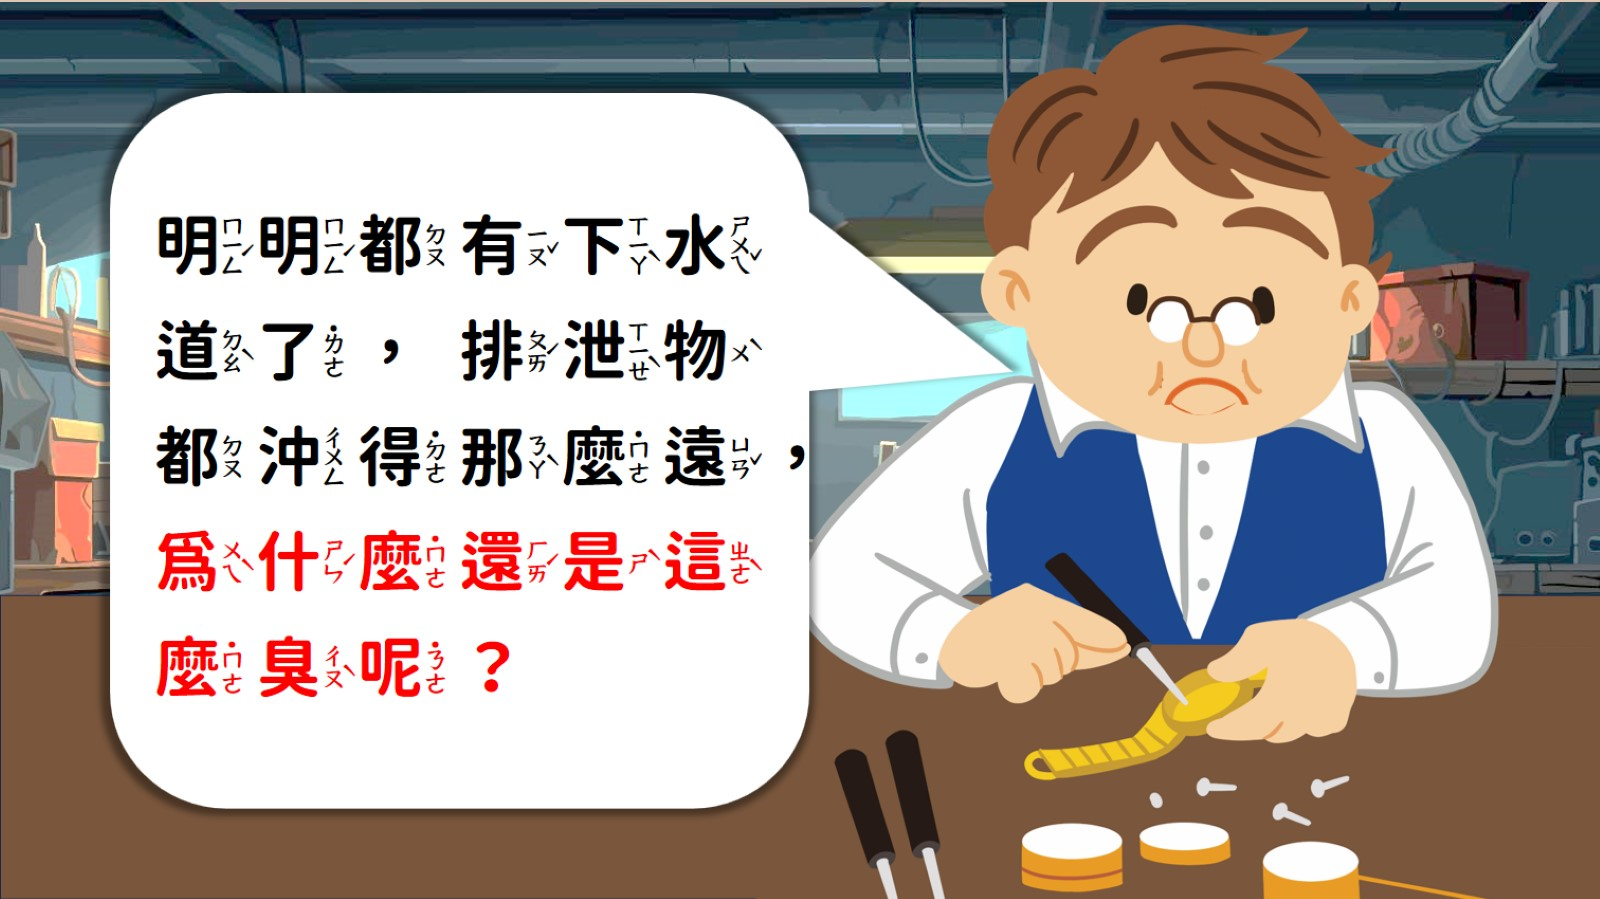 明明都有下水
道了，排泄物
都沖得那麼遠，
為什麼還是這
麼臭呢？